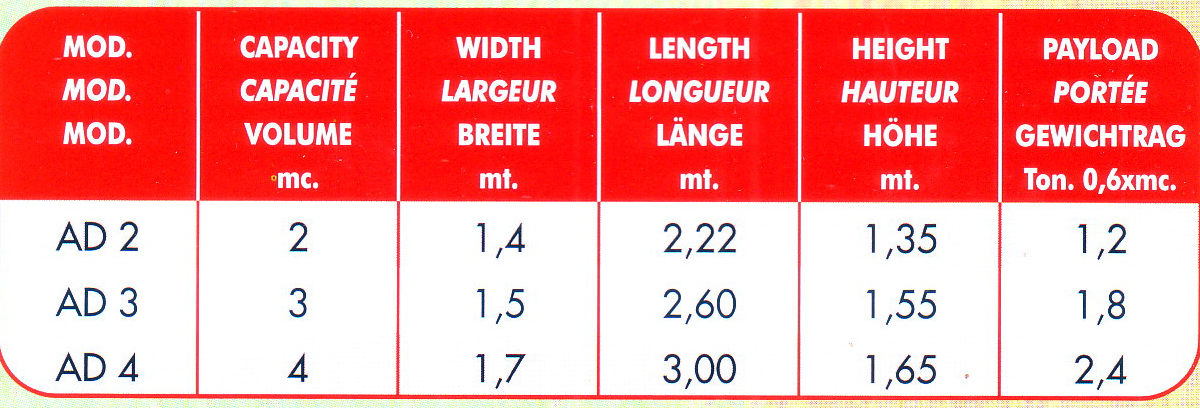 MOD. CAPACITY WIDTH LENGTH HEIGHT PAYLOAD
MOD. CAPACITÉ LARGEUR LONGUEUR HAUTEUR PORTÉE
MOD. VOLUME BREITE LÄNGE HÖHE GEWICHTRAG
mc. mt. mt. mt. Ton. 0,6xmc.
AD 2 2 1,4 2,22 1,35 1,2
AD 3 3 1,5 2,60 1,55 1,8
AD 4 4 1,7 3,00 1,65 2,4